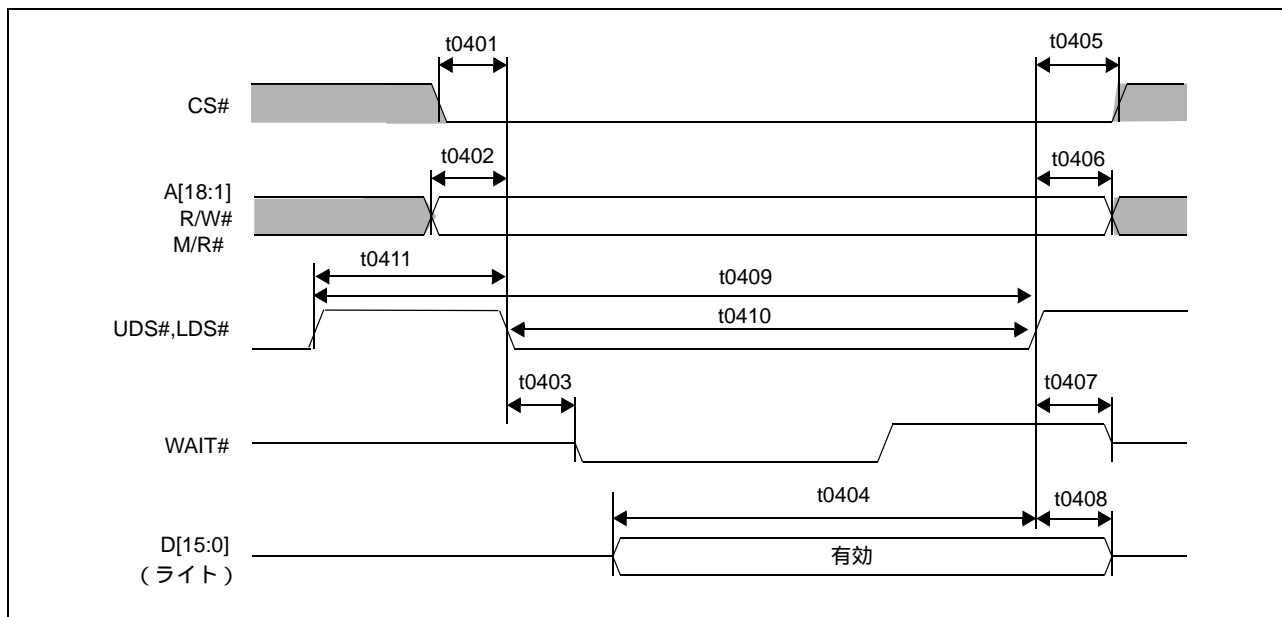 t0401
t0405
CS#
t0402
t0406
A[18:1]
R/W#
M/R#
t0411
t0409
UDS#,LDS#
t0410
t0403
t0407
WAIT#
t0404
t0408
D[15:0]
有効
（ライト）